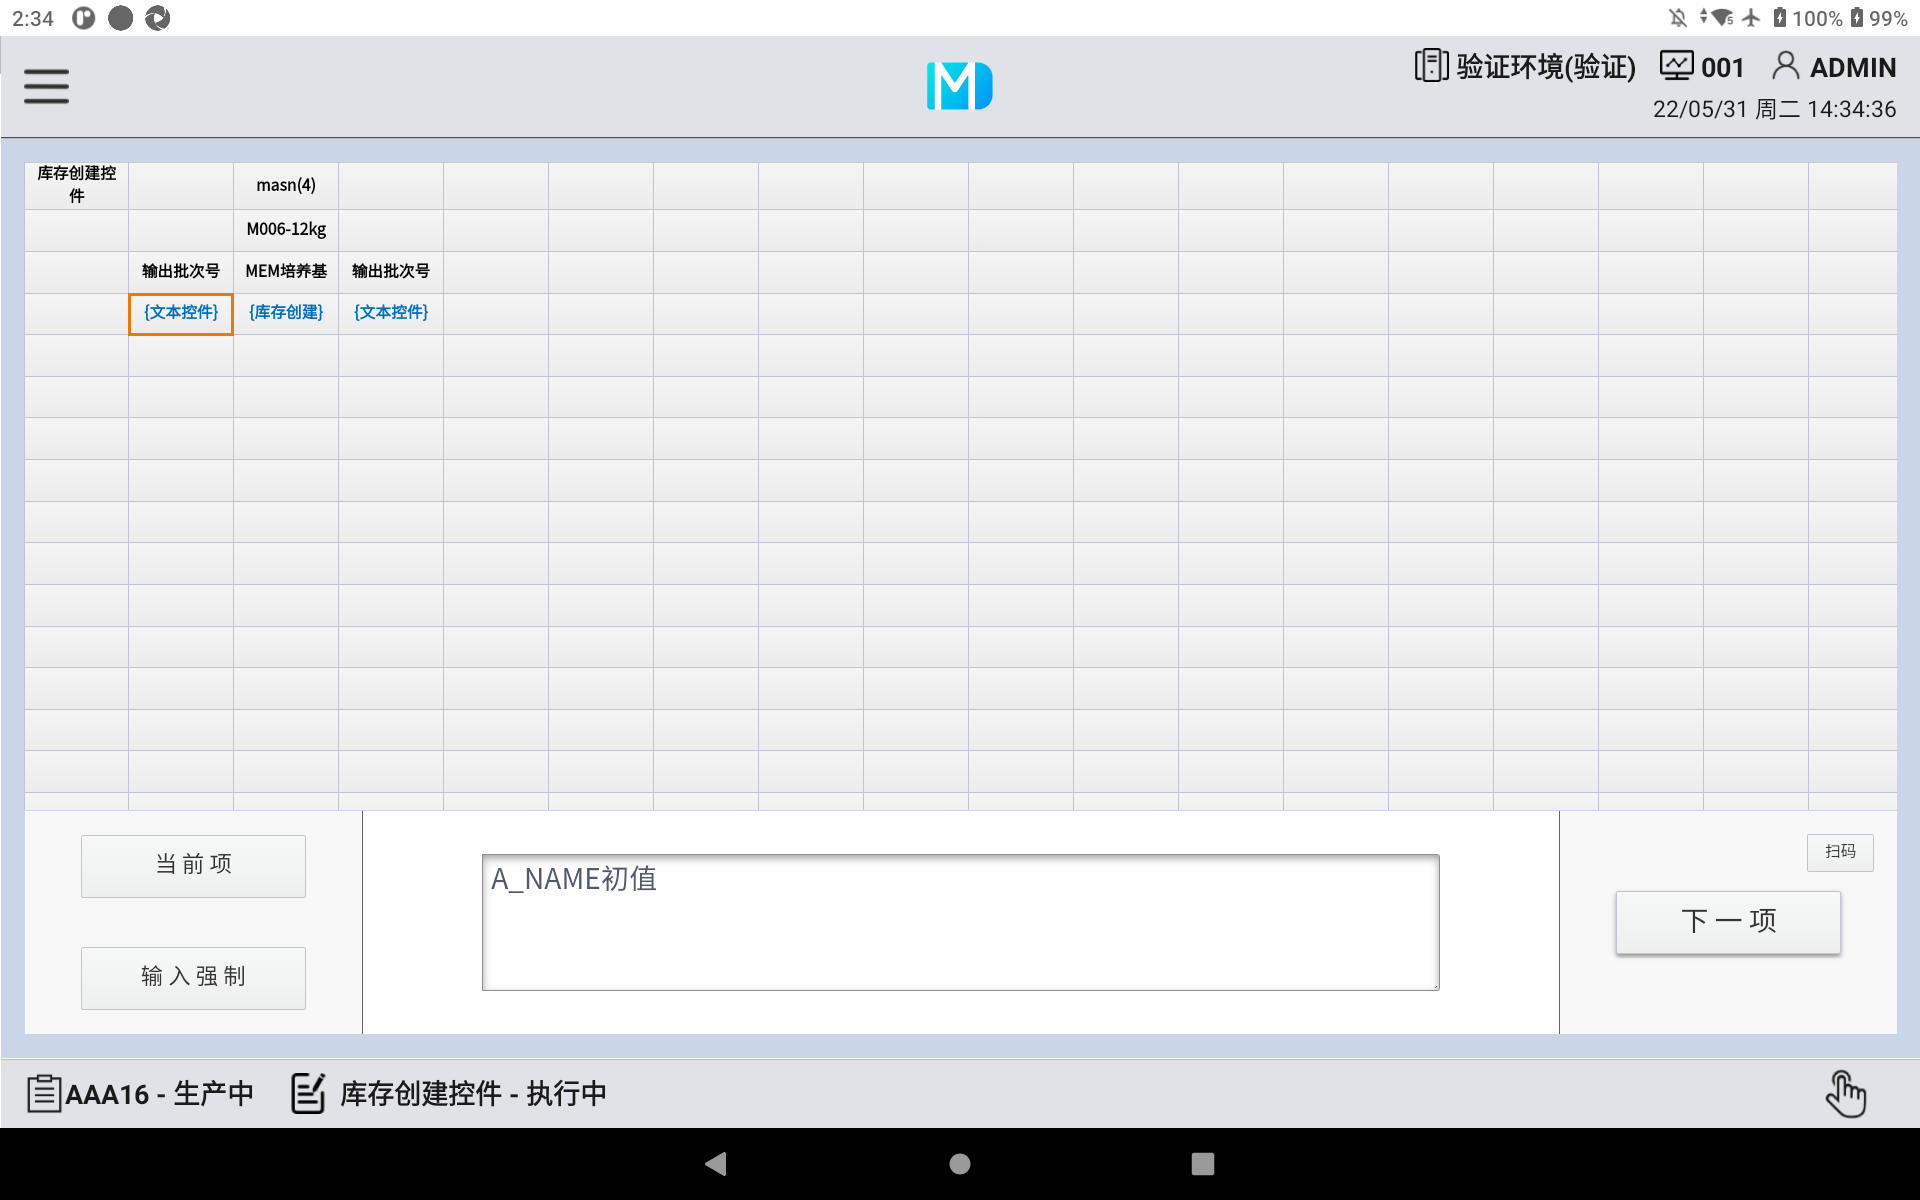 2:34
100% 99%
验证环境(验证) 001 ADMIN
22/05/31 周二 14:34:36
库存创建控件 masn(4)
M006-12kg
输出批次号 MEM培养基 输出批次号
{文本控件} {库存创建} {文本控件}
当前项
A_NAME初值
扫码
下一项
输入强制
AAA16 - 生产中 库存创建控件 - 执行中